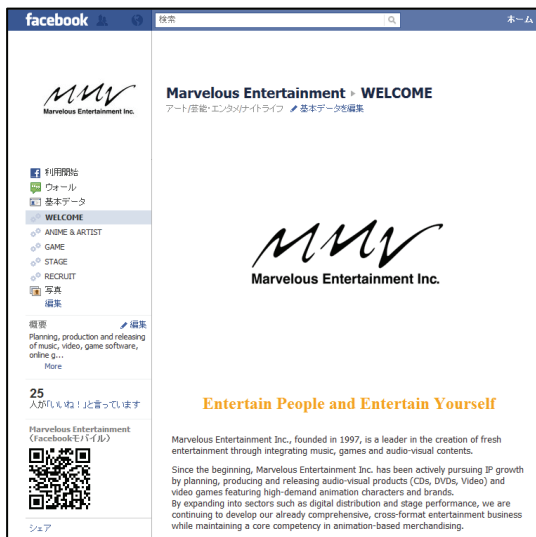 facebook
検索
ホーム
MMV
Marvelous Entertainment Inc.
Marvelous Entertainment ▸ WELCOME
アート/芸能・エンタメ/ナイトライフ 基本データを編集
利用開始
ウォール
基本データ
WELCOME
ANIME & ARTIST
GAME
STAGE
RECRUIT
写真
編集
概要 編集
Planning, production and releasing
of music, video, game software,
online g...
More
25
人が「いいね！」と言っています
Marvelous Entertainment
(Facebookモバイル)
シェア
MMV
Marvelous Entertainment Inc.
Entertain People and Entertain Yourself
Marvelous Entertainment Inc., founded in 1997, is a leader in the creation of fresh
entertainment through integrating music, games and audio-visual contents.
Since the beginning, Marvelous Entertainment Inc. has been actively pursuing IP growth
by planning, producing and releasing audio-visual products (CDs, DVDs, Video) and
video games featuring high-demand animation characters and brands.
By expanding into sectors such as digital distribution and stage performance, we are
continuing to develop our already comprehensive, cross-format entertainment business
while maintaining a core competency in animation-based merchandising.